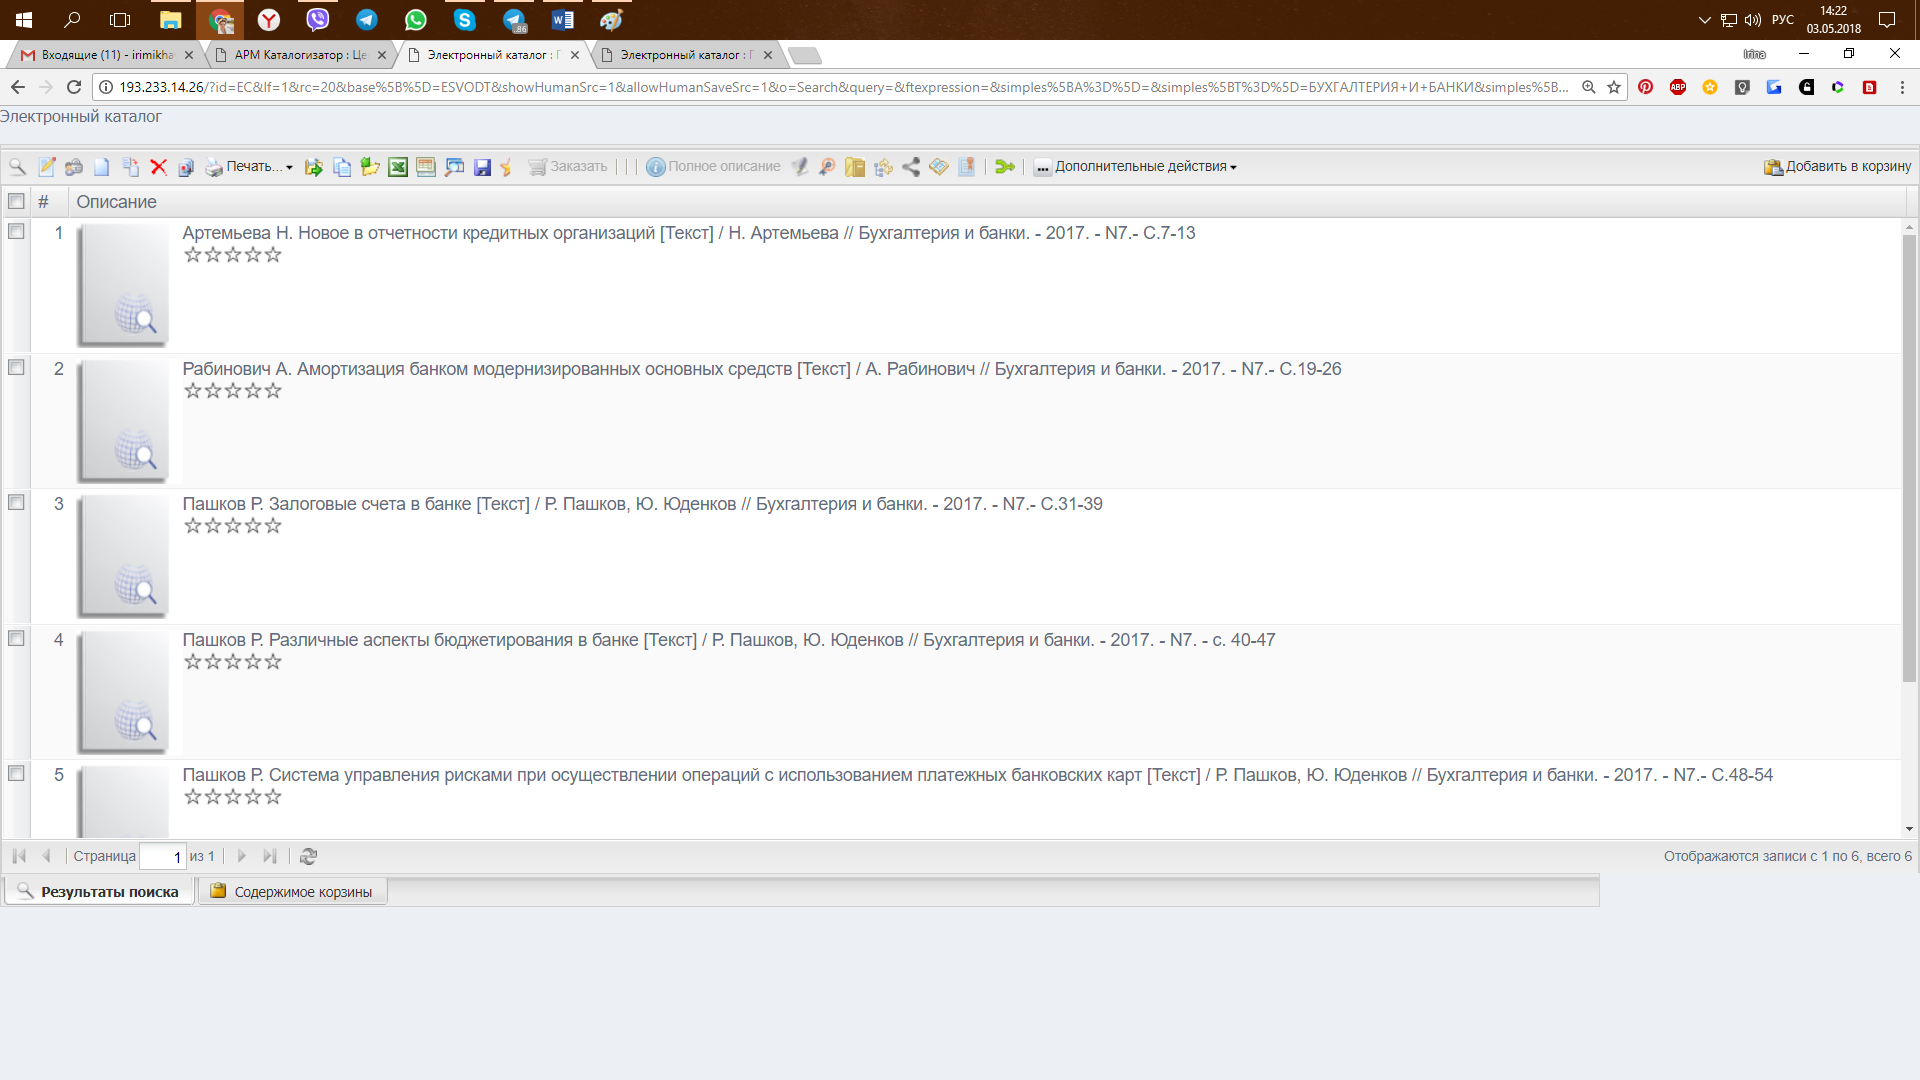 86
РУС
14:22
03.05.2018
Входящие (11) - irimikha
АРМ Каталогизатор : Це
Электронный каталог : Г
Электронный каталог : Г
Irina
193.233.14.26/?id=EC&lf=1&rc=20&base%5B%5D=ESVODT&showHumanSrc=1&allowHumanSaveSrc=1&o=Search&query=&ftexpression=&simples%5BA%3D%5D=&simples%5BT%3D%5D=БУХГАЛТЕРИЯ+И+БАНКИ&simples%5B...
ABP
Электронный каталог
Печать... Заказать Полное описание ... Дополнительные действия Добавить в корзину
# Описание
1 Артемьева Н. Новое в отчетности кредитных организаций [Текст] / Н. Артемьева // Бухгалтерия и банки. - 2017. - N7.- С.7-13
2 Рабинович А. Амортизация банком модернизированных основных средств [Текст] / А. Рабинович // Бухгалтерия и банки. - 2017. - N7.- С.19-26
3 Пашков Р. Залоговые счета в банке [Текст] / Р. Пашков, Ю. Юденков // Бухгалтерия и банки. - 2017. - N7.- С.31-39
4 Пашков Р. Различные аспекты бюджетирования в банке [Текст] / Р. Пашков, Ю. Юденков // Бухгалтерия и банки. - 2017. - N7. - с. 40-47
5 Пашков Р. Система управления рисками при осуществлении операций с использованием платежных банковских карт [Текст] / Р. Пашков, Ю. Юденков // Бухгалтерия и банки. - 2017. - N7.- С.48-54
Страница 1 из 1
Отображаются записи с 1 по 6, всего 6
Результаты поиска
Содержимое корзины